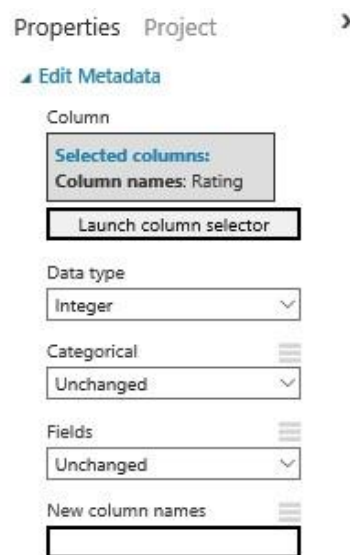 Properties Project
Edit Metadata
Column
Selected columns:
Column names: Rating
Launch column selector
Data type
Integer
Categorical
Unchanged
Fields
Unchanged
New column names